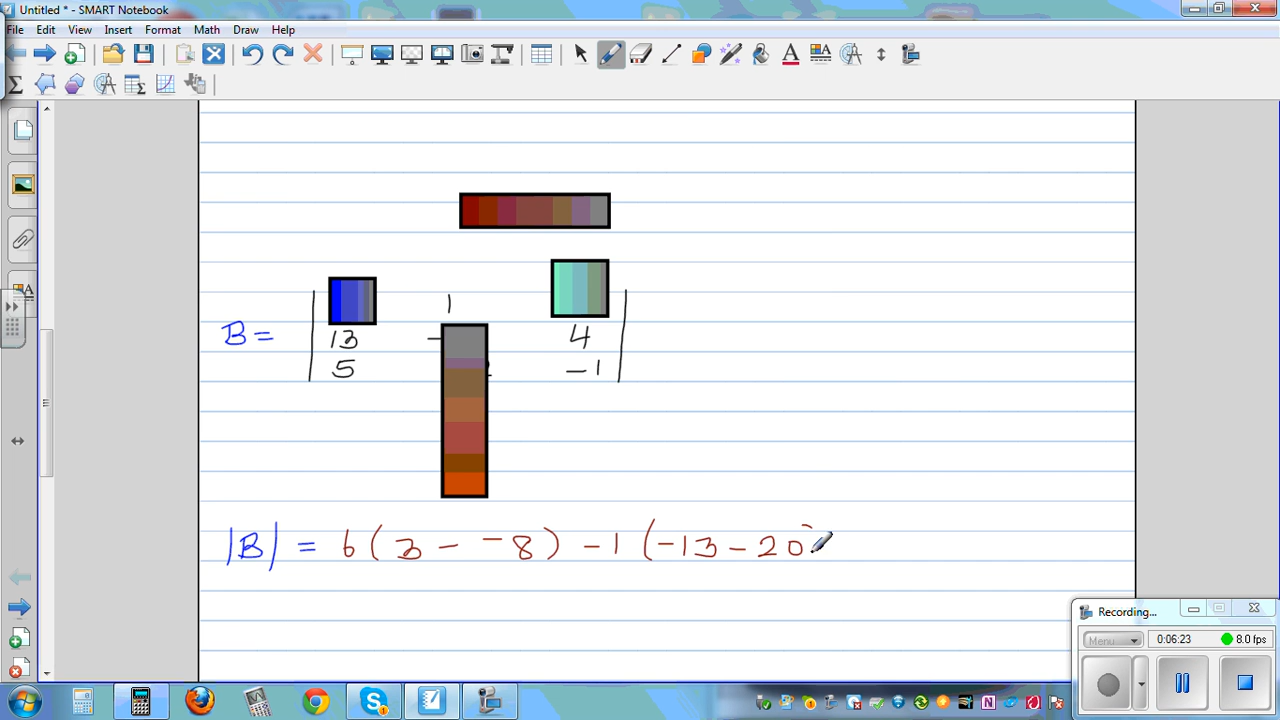 Untitled * - SMART Notebook
File Edit View Insert Format Math Draw Help
1
B =
13 - 4
5 -1
|B| = 6 ( 3 - -8 ) - 1 ( -13 - 20
Recording...
Menu 0:06:23 8.0 fps